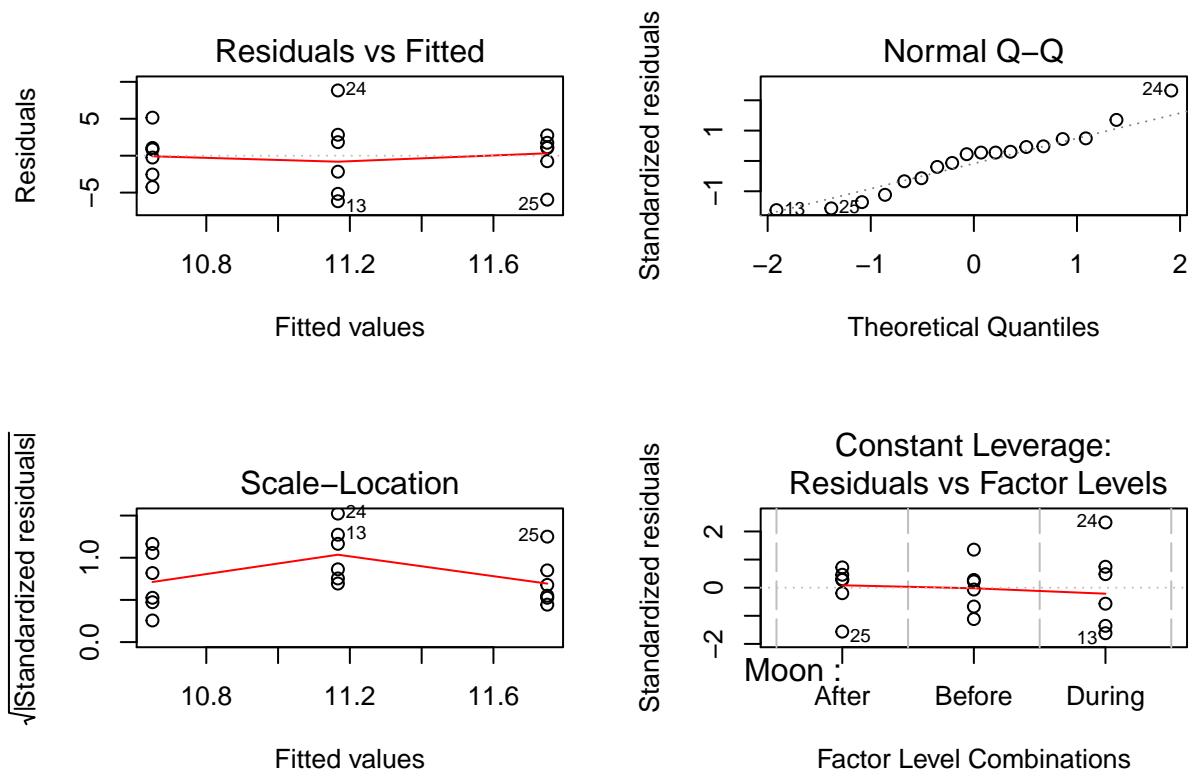 Residuals vs Fitted
Residuals
5
−5
24
13
25
10.8 11.2 11.6
Fitted values
Normal Q−Q
Standardized residuals
1
−1
24
13
25
−2 −1 0 1 2
Theoretical Quantiles
Scale−Location
√|Standardized residuals|
1.0
0.0
24
13
25
10.8 11.2 11.6
Fitted values
Constant Leverage:
Residuals vs Factor Levels
Standardized residuals
2
0
−2
24
25
13
Moon :
After Before During
Factor Level Combinations